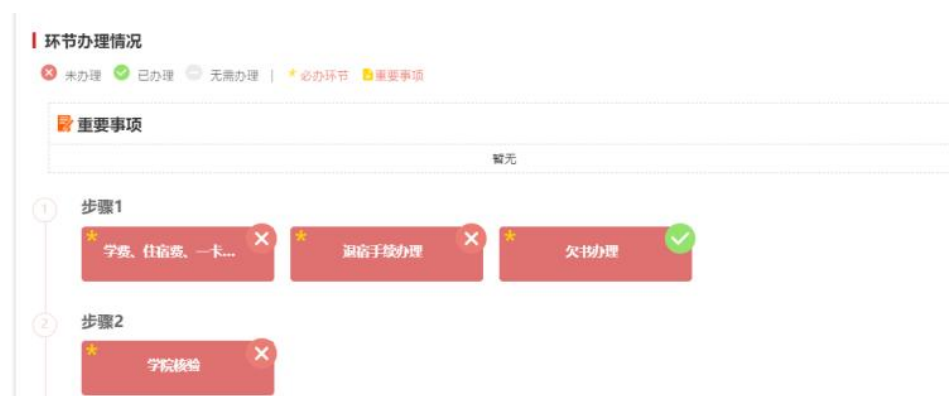 环节办理情况
未办理 已办理 无需办理 | *必办环节 重要事项
重要事项
暂无
1 步骤1
* 学费、住宿费、一卡... * 退宿手续办理 * 欠书办理
2 步骤2
* 学院核验